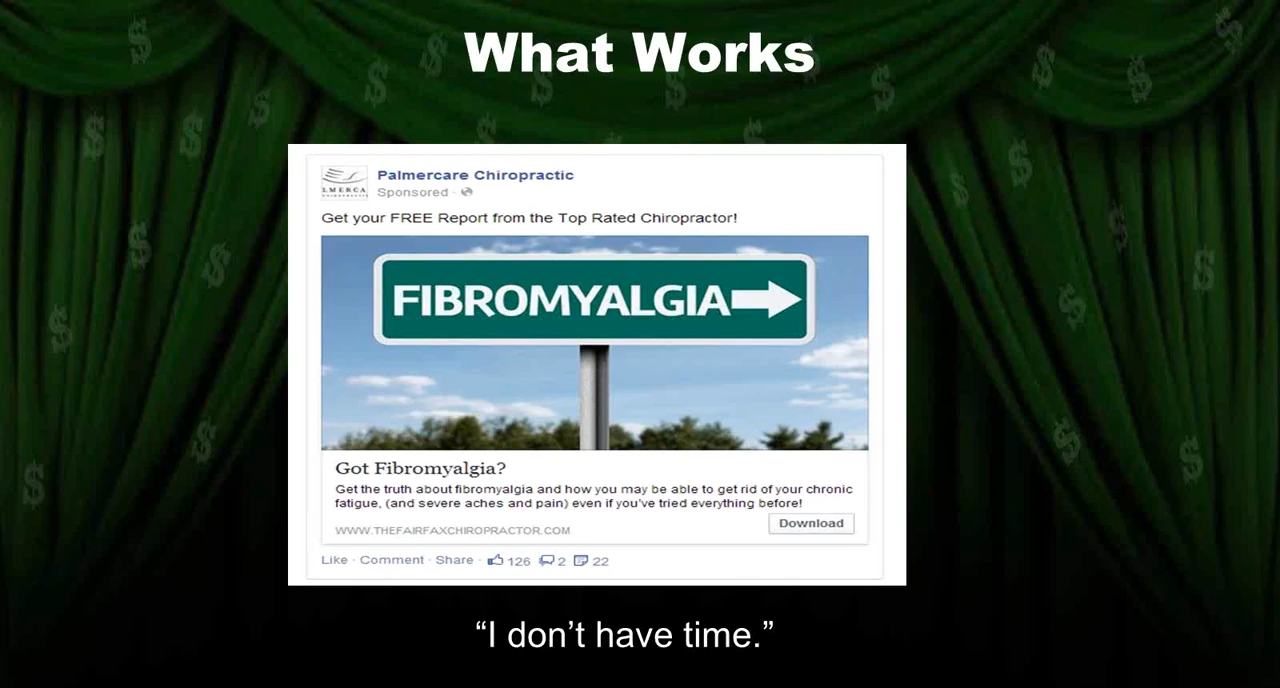 What Works
LMERCA
Palmercare Chiropractic
Sponsored ·
Get your FREE Report from the Top Rated Chiropractor!
FIBROMYALGIA
Got Fibromyalgia?
Get the truth about fibromyalgia and how you may be able to get rid of your chronic
fatigue, (and severe aches and pain) even if you've tried everything before!
WWW.THEFAIRFAXCHIROPRACTOR.COM
Download
Like · Comment · Share · 126 2 22
“I don’t have time.”